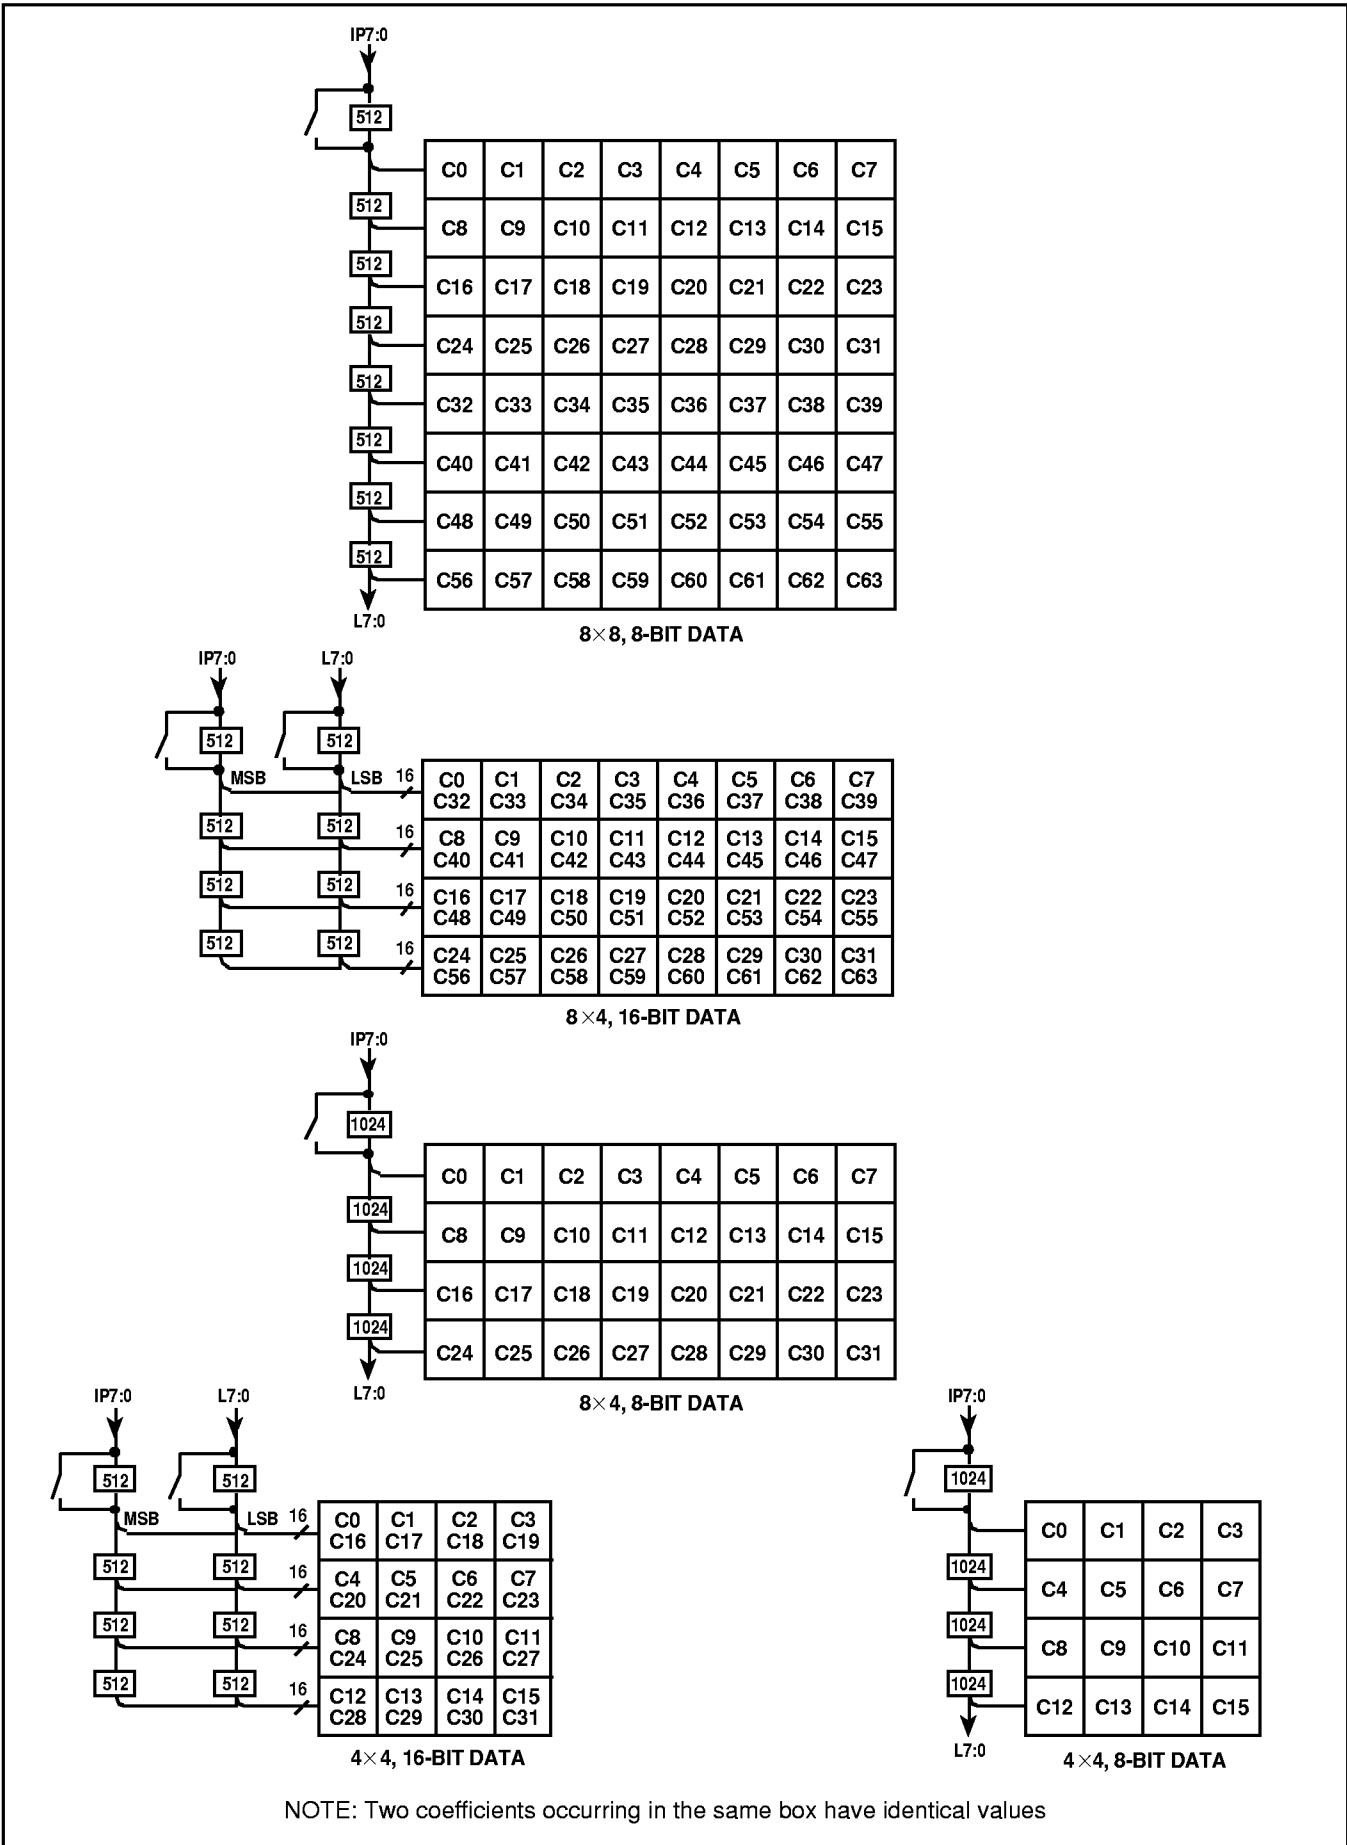 IP7:0
512
C0 C1 C2 C3 C4 C5 C6 C7
512
C8 C9 C10 C11 C12 C13 C14 C15
512
C16 C17 C18 C19 C20 C21 C22 C23
512
C24 C25 C26 C27 C28 C29 C30 C31
512
C32 C33 C34 C35 C36 C37 C38 C39
512
C40 C41 C42 C43 C44 C45 C46 C47
512
C48 C49 C50 C51 C52 C53 C54 C55
512
C56 C57 C58 C59 C60 C61 C62 C63
L7:0
8×8, 8-BIT DATA
IP7:0 L7:0
512 512
MSB LSB 16
C0 C1 C2 C3 C4 C5 C6 C7
C32 C33 C34 C35 C36 C37 C38 C39
512 512 16
C8 C9 C10 C11 C12 C13 C14 C15
C40 C41 C42 C43 C44 C45 C46 C47
512 512 16
C16 C17 C18 C19 C20 C21 C22 C23
C48 C49 C50 C51 C52 C53 C54 C55
512 512 16
C24 C25 C26 C27 C28 C29 C30 C31
C56 C57 C58 C59 C60 C61 C62 C63
8×4, 16-BIT DATA
IP7:0
1024
C0 C1 C2 C3 C4 C5 C6 C7
1024
C8 C9 C10 C11 C12 C13 C14 C15
1024
C16 C17 C18 C19 C20 C21 C22 C23
1024
C24 C25 C26 C27 C28 C29 C30 C31
L7:0
8×4, 8-BIT DATA
IP7:0 L7:0
512 512
MSB LSB 16
C0 C1 C2 C3
C16 C17 C18 C19
512 512 16
C4 C5 C6 C7
C20 C21 C22 C23
512 512 16
C8 C9 C10 C11
C24 C25 C26 C27
512 512 16
C12 C13 C14 C15
C28 C29 C30 C31
4×4, 16-BIT DATA
IP7:0
1024
C0 C1 C2 C3
1024
C4 C5 C6 C7
1024
C8 C9 C10 C11
1024
C12 C13 C14 C15
L7:0
4×4, 8-BIT DATA
NOTE: Two coefficients occurring in the same box have identical values